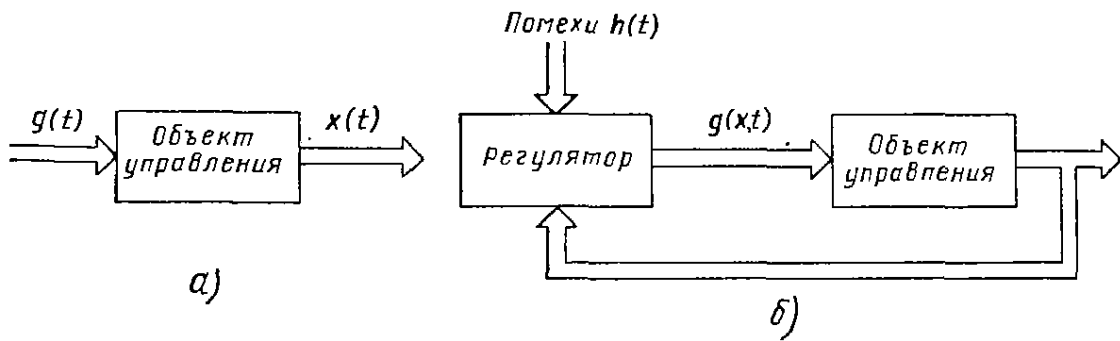 g(t)
Объект
управления
x(t)
а)
Помехи h(t)
Регулятор
g(x,t)
Объект
управления
б)